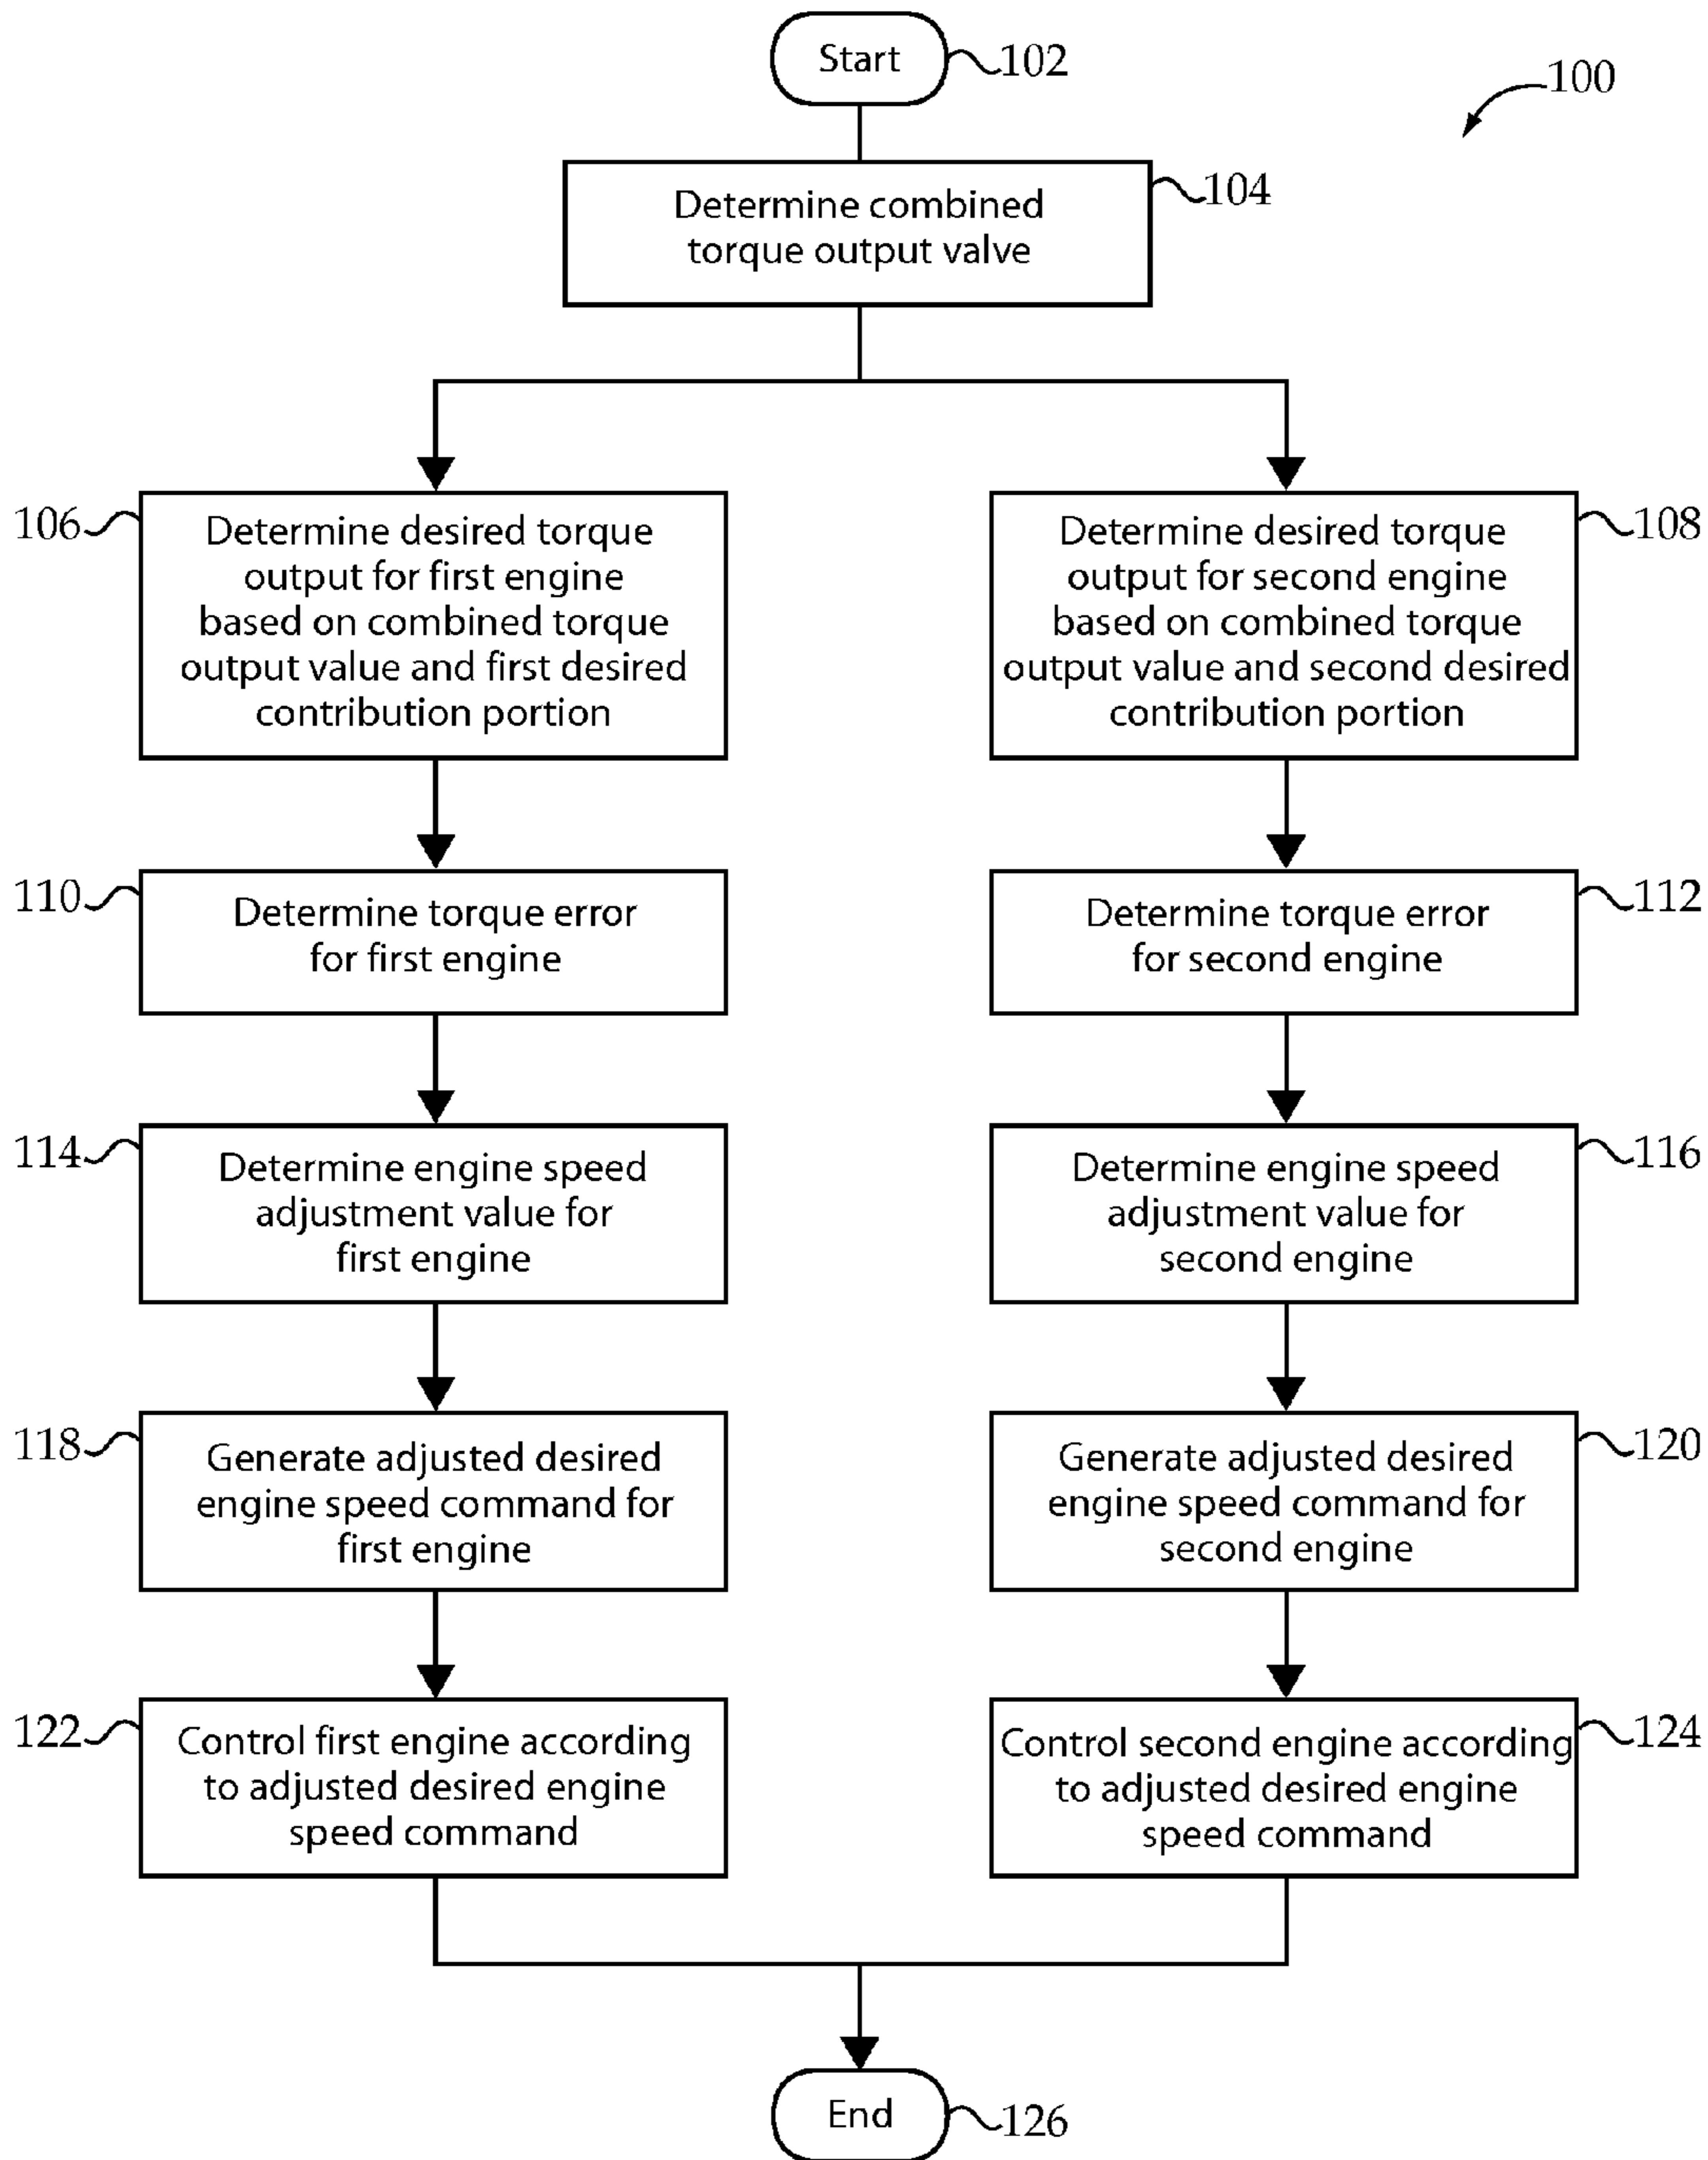 Start
102
100
Determine combined
torque output valve
104
106
Determine desired torque
output for first engine
based on combined torque
output value and first desired
contribution portion
Determine desired torque
output for second engine
based on combined torque
output value and second desired
contribution portion
108
110
Determine torque error
for first engine
Determine torque error
for second engine
112
114
Determine engine speed
adjustment value for
first engine
Determine engine speed
adjustment value for
second engine
116
118
Generate adjusted desired
engine speed command for
first engine
Generate adjusted desired
engine speed command for
second engine
120
122
Control first engine according
to adjusted desired engine
speed command
Control second engine according
to adjusted desired engine
speed command
124
End
126